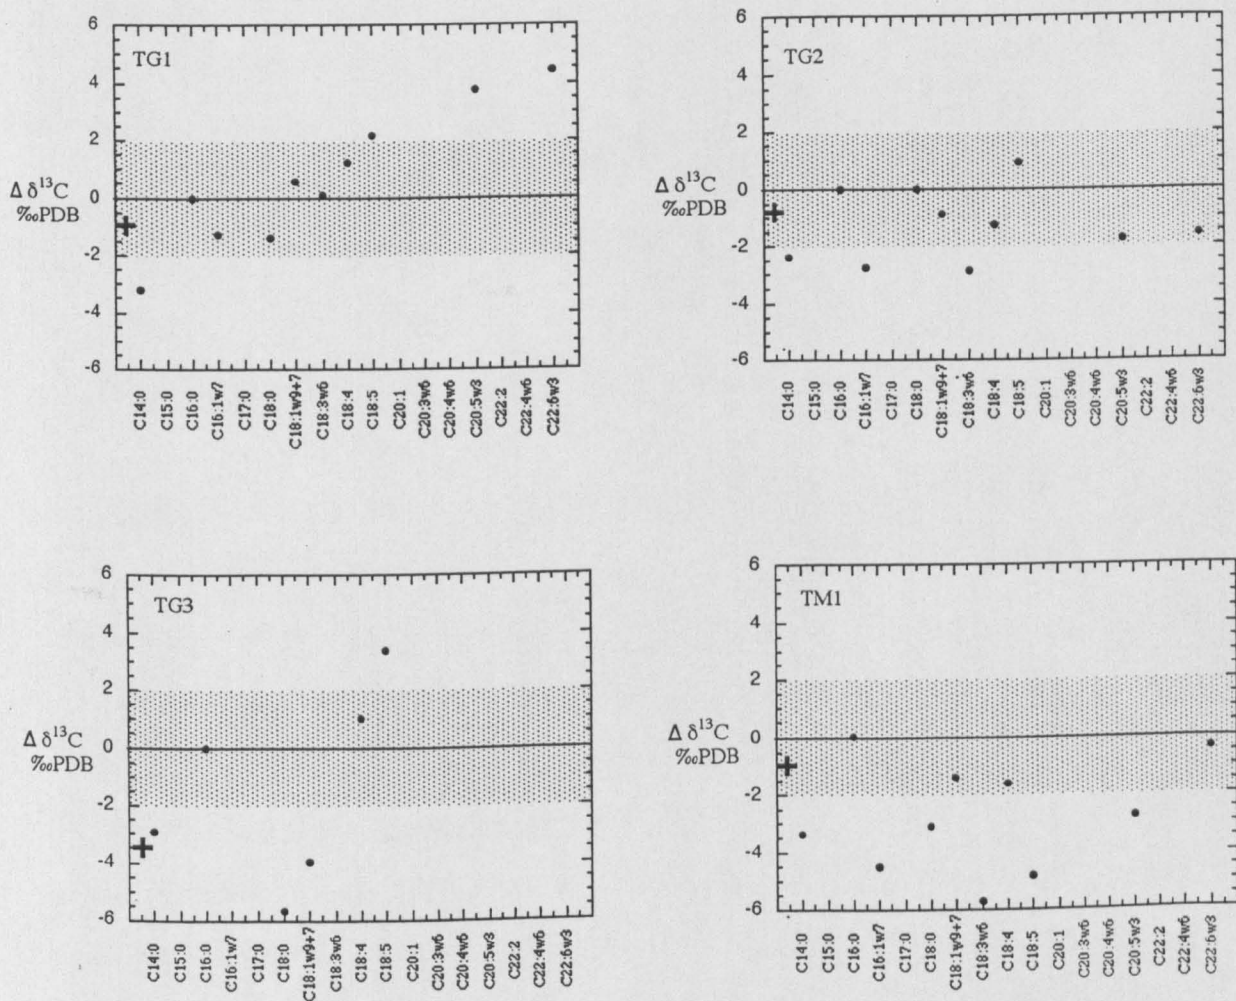 6
TG1
4
2
0
-2
-4
-6
Δ δ¹³C
‰PDB
C14:0
C15:0
C16:0
C16:1w7
C17:0
C18:0
C18:1w9+7
C18:3w6
C18:4
C18:5
C20:1
C20:3w6
C20:4w6
C20:5w3
C22:2
C22:4w6
C22:6w3
6
TG2
4
2
0
-2
-4
-6
Δ δ¹³C
‰PDB
C14:0
C15:0
C16:0
C16:1w7
C17:0
C18:0
C18:1w9+7
C18:3w6
C18:4
C18:5
C20:1
C20:3w6
C20:4w6
C20:5w3
C22:2
C22:4w6
C22:6w3
6
TG3
4
2
0
-2
-4
-6
Δ δ¹³C
‰PDB
C14:0
C15:0
C16:0
C16:1w7
C17:0
C18:0
C18:1w9+7
C18:3w6
C18:4
C18:5
C20:1
C20:3w6
C20:4w6
C20:5w3
C22:2
C22:4w6
C22:6w3
6
TM1
4
2
0
-2
-4
-6
Δ δ¹³C
‰PDB
C14:0
C15:0
C16:0
C16:1w7
C17:0
C18:0
C18:1w9+7
C18:3w6
C18:4
C18:5
C20:1
C20:3w6
C20:4w6
C20:5w3
C22:2
C22:4w6
C22:6w3